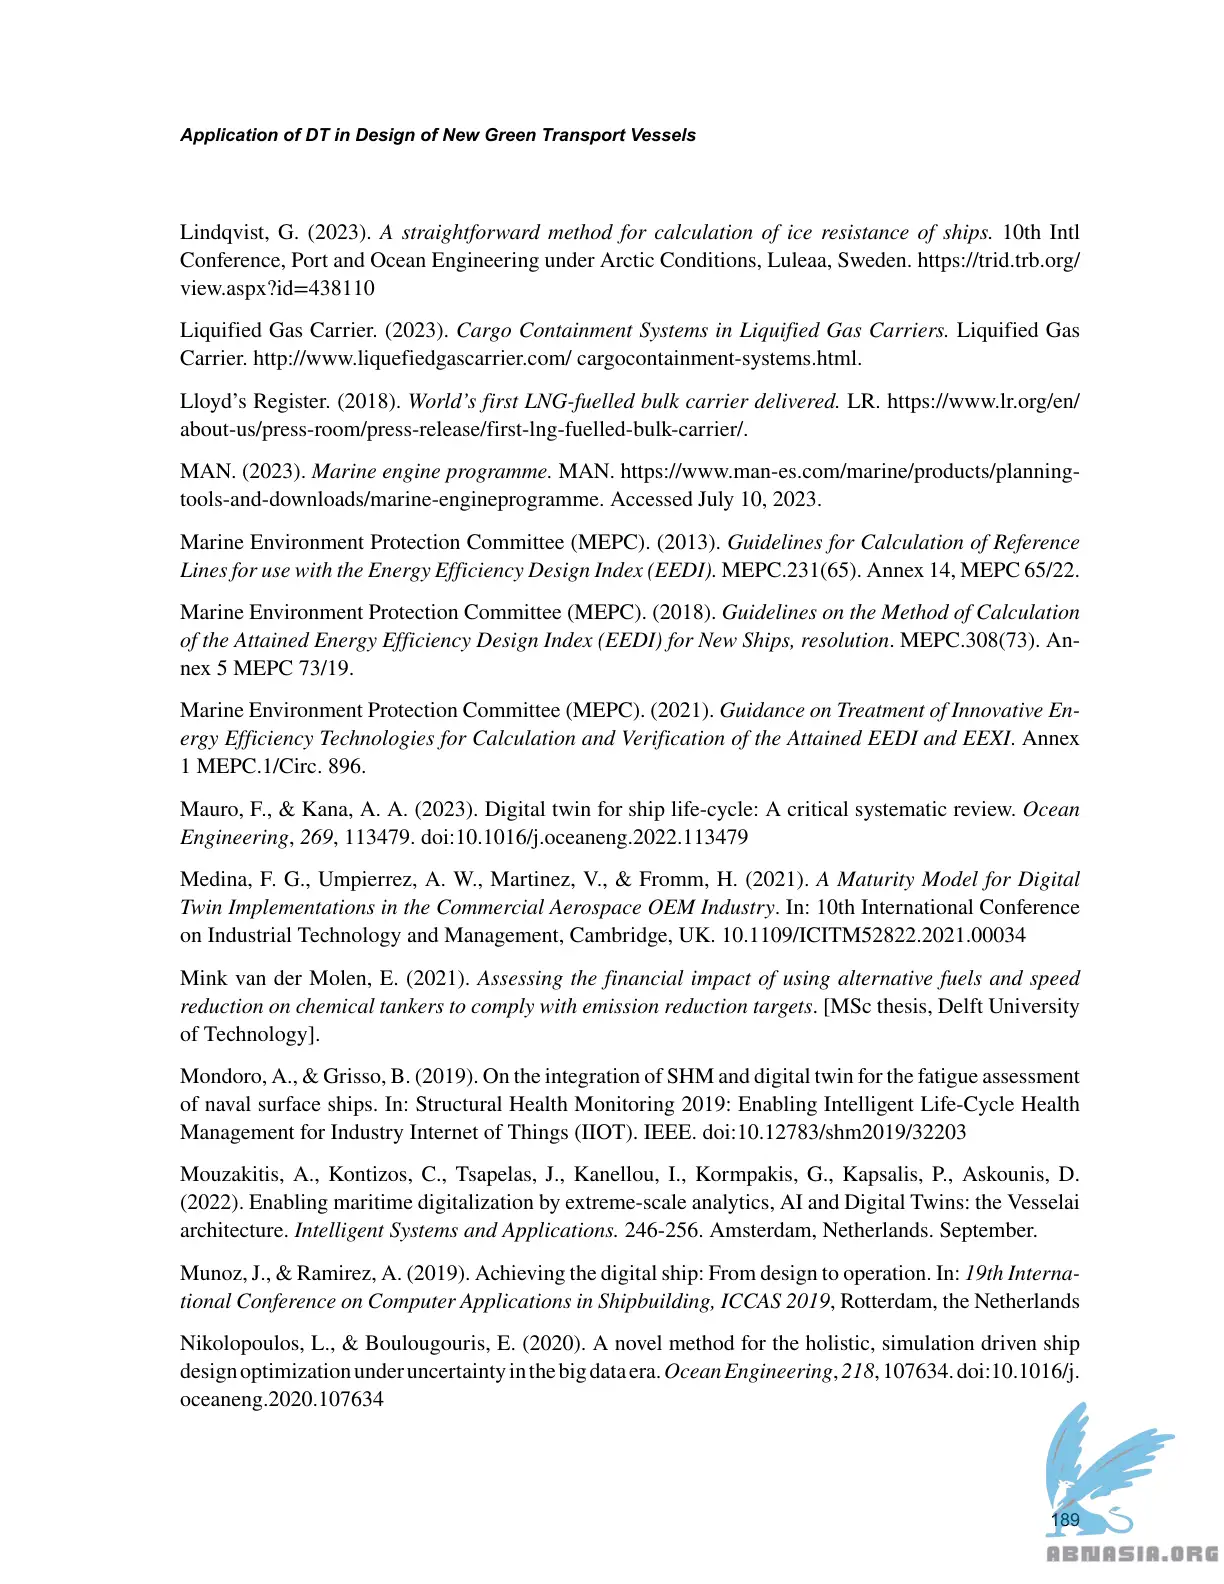 Application of DT in Design of New Green Transport Vessels
Lindqvist, G. (2023). A straightforward method for calculation of ice resistance of ships. 10th Intl
Conference, Port and Ocean Engineering under Arctic Conditions, Luleaa, Sweden. https://trid.trb.org/
view.aspx?id=438110
Liquified Gas Carrier. (2023). Cargo Containment Systems in Liquified Gas Carriers. Liquified Gas
Carrier. http://www.liquefiedgascarrier.com/ cargocontainment-systems.html.
Lloyd’s Register. (2018). World’s first LNG-fuelled bulk carrier delivered. LR. https://www.lr.org/en/
about-us/press-room/press-release/first-lng-fuelled-bulk-carrier/.
MAN. (2023). Marine engine programme. MAN. https://www.man-es.com/marine/products/planning-
tools-and-downloads/marine-engineprogramme. Accessed July 10, 2023.
Marine Environment Protection Committee (MEPC). (2013). Guidelines for Calculation of Reference
Lines for use with the Energy Efficiency Design Index (EEDI). MEPC.231(65). Annex 14, MEPC 65/22.
Marine Environment Protection Committee (MEPC). (2018). Guidelines on the Method of Calculation
of the Attained Energy Efficiency Design Index (EEDI) for New Ships, resolution. MEPC.308(73). An-
nex 5 MEPC 73/19.
Marine Environment Protection Committee (MEPC). (2021). Guidance on Treatment of Innovative En-
ergy Efficiency Technologies for Calculation and Verification of the Attained EEDI and EEXI. Annex
1 MEPC.1/Circ. 896.
Mauro, F., & Kana, A. A. (2023). Digital twin for ship life-cycle: A critical systematic review. Ocean
Engineering, 269, 113479. doi:10.1016/j.oceaneng.2022.113479
Medina, F. G., Umpierrez, A. W., Martinez, V., & Fromm, H. (2021). A Maturity Model for Digital
Twin Implementations in the Commercial Aerospace OEM Industry. In: 10th International Conference
on Industrial Technology and Management, Cambridge, UK. 10.1109/ICITM52822.2021.00034
Mink van der Molen, E. (2021). Assessing the financial impact of using alternative fuels and speed
reduction on chemical tankers to comply with emission reduction targets. [MSc thesis, Delft University
of Technology].
Mondoro, A., & Grisso, B. (2019). On the integration of SHM and digital twin for the fatigue assessment
of naval surface ships. In: Structural Health Monitoring 2019: Enabling Intelligent Life-Cycle Health
Management for Industry Internet of Things (IIOT). IEEE. doi:10.12783/shm2019/32203
Mouzakitis, A., Kontizos, C., Tsapelas, J., Kanellou, I., Kormpakis, G., Kapsalis, P., Askounis, D.
(2022). Enabling maritime digitalization by extreme-scale analytics, AI and Digital Twins: the Vesselai
architecture. Intelligent Systems and Applications. 246-256. Amsterdam, Netherlands. September.
Munoz, J., & Ramirez, A. (2019). Achieving the digital ship: From design to operation. In: 19th Interna-
tional Conference on Computer Applications in Shipbuilding, ICCAS 2019, Rotterdam, the Netherlands
Nikolopoulos, L., & Boulougouris, E. (2020). A novel method for the holistic, simulation driven ship
design optimization under uncertainty in the big data era. Ocean Engineering, 218, 107634. doi:10.1016/j.
oceaneng.2020.107634
189
ABNASIA.ORG